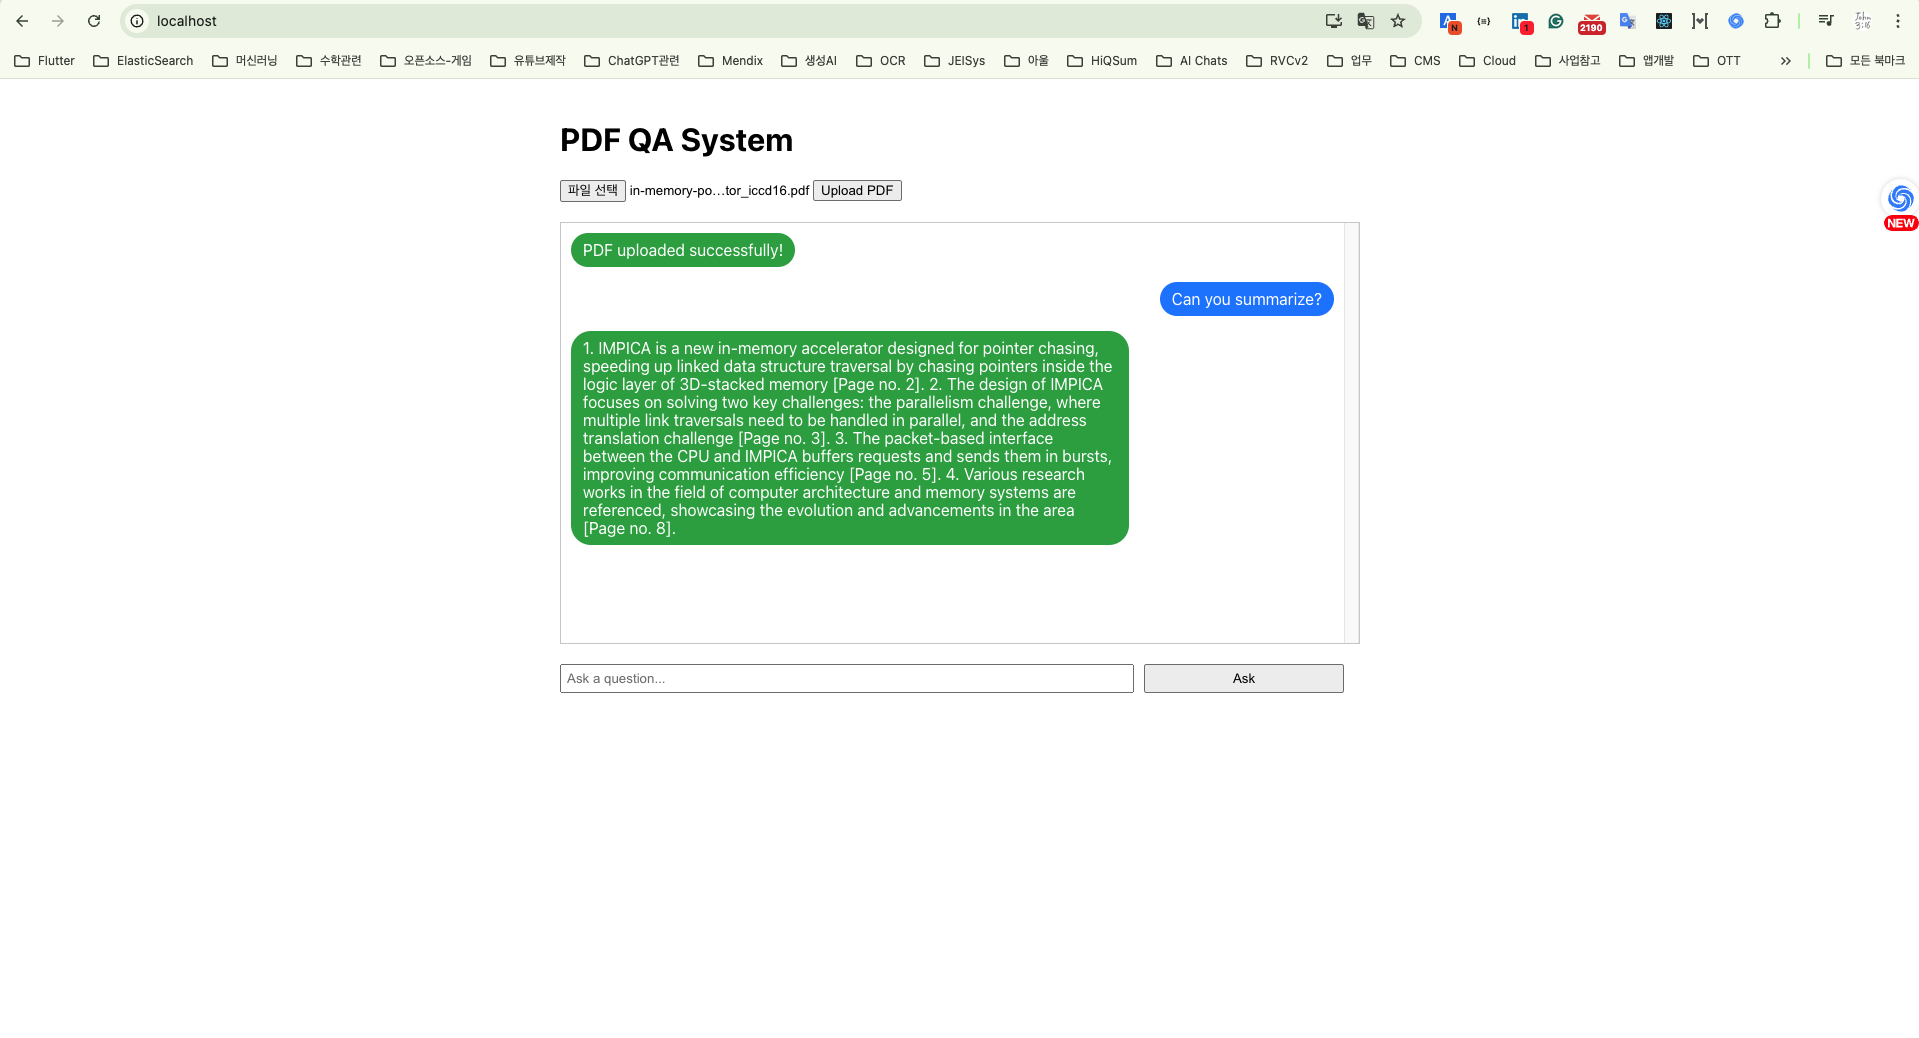 localhost
N
{=}
in
1
2190
John
3:16
Flutter ElasticSearch 머신러닝 수학관련 오픈소스-게임 유튜브제작 ChatGPT관련 Mendix 생성AI OCR JEISys 아울 HiQSum AI Chats RVCv2 업무 CMS Cloud 사업참고 앱개발 OTT » 모든 북마크
PDF QA System
파일 선택 in-memory-po...tor_iccd16.pdf Upload PDF
NEW
PDF uploaded successfully!
Can you summarize?
1. IMPICA is a new in-memory accelerator designed for pointer chasing,
speeding up linked data structure traversal by chasing pointers inside the
logic layer of 3D-stacked memory [Page no. 2]. 2. The design of IMPICA
focuses on solving two key challenges: the parallelism challenge, where
multiple link traversals need to be handled in parallel, and the address
translation challenge [Page no. 3]. 3. The packet-based interface
between the CPU and IMPICA buffers requests and sends them in bursts,
improving communication efficiency [Page no. 5]. 4. Various research
works in the field of computer architecture and memory systems are
referenced, showcasing the evolution and advancements in the area
[Page no. 8].
Ask a question... Ask